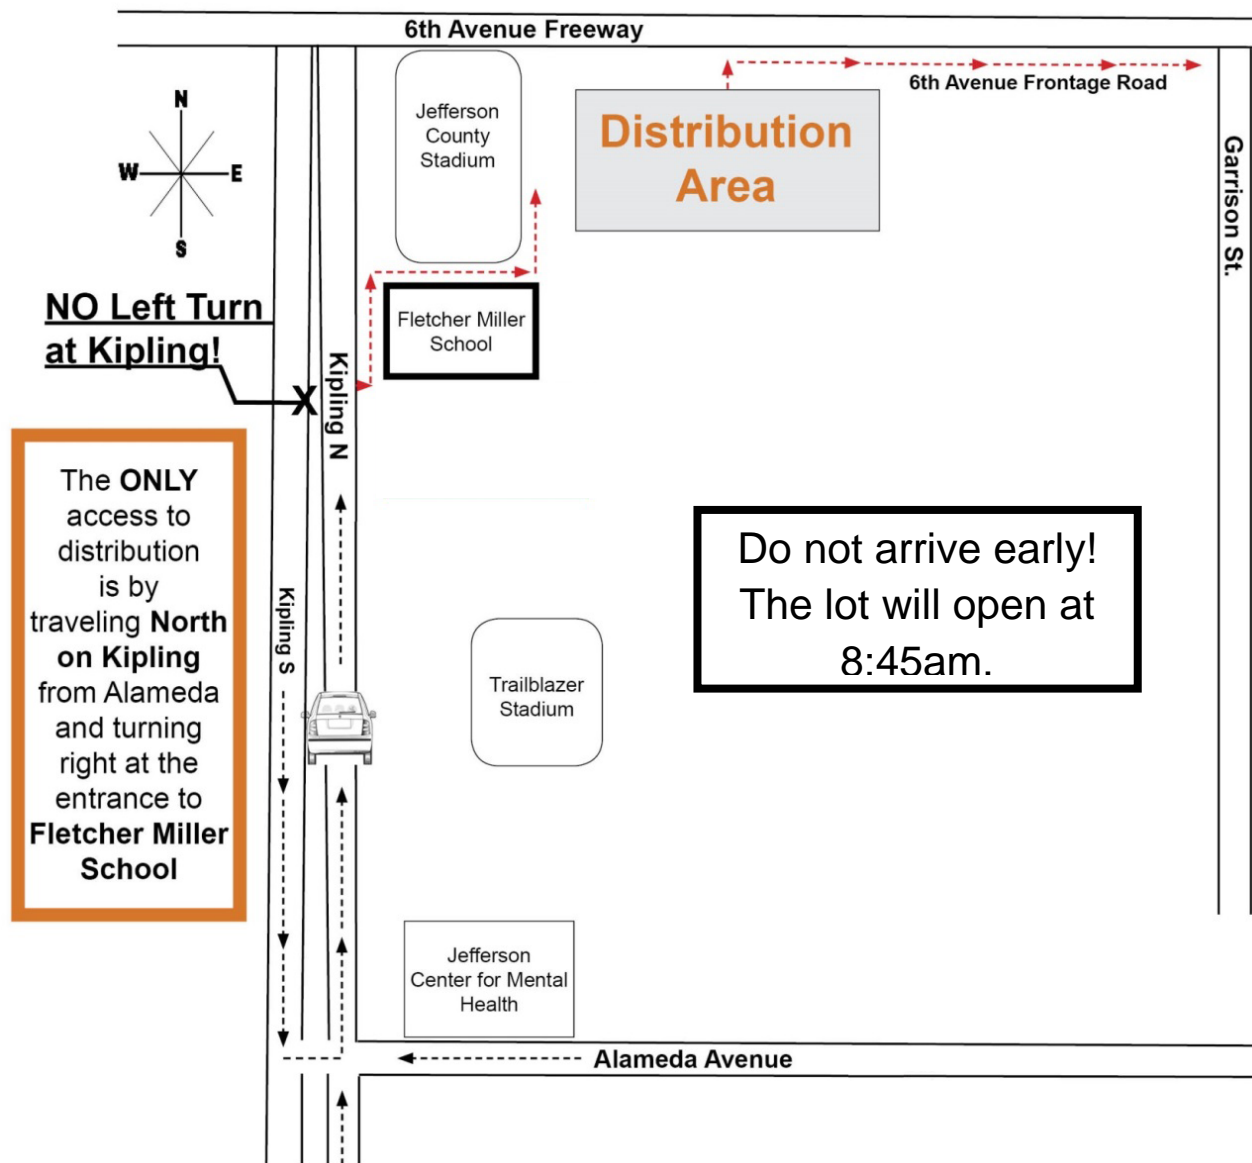 6th Avenue Freeway
6th Avenue Frontage Road
Jefferson
County
Stadium
Distribution
Area
Garrison St.
N
W
E
S
NO Left Turn
at Kipling!
X
Fletcher Miller
School
Kipling N
The ONLY
access to
distribution
is by
traveling North
on Kipling
from Alameda
and turning
right at the
entrance to
Fletcher Miller
School
Kipling S
Do not arrive early!
The lot will open at
8:45am.
Trailblazer
Stadium
Jefferson
Center for Mental
Health
Alameda Avenue